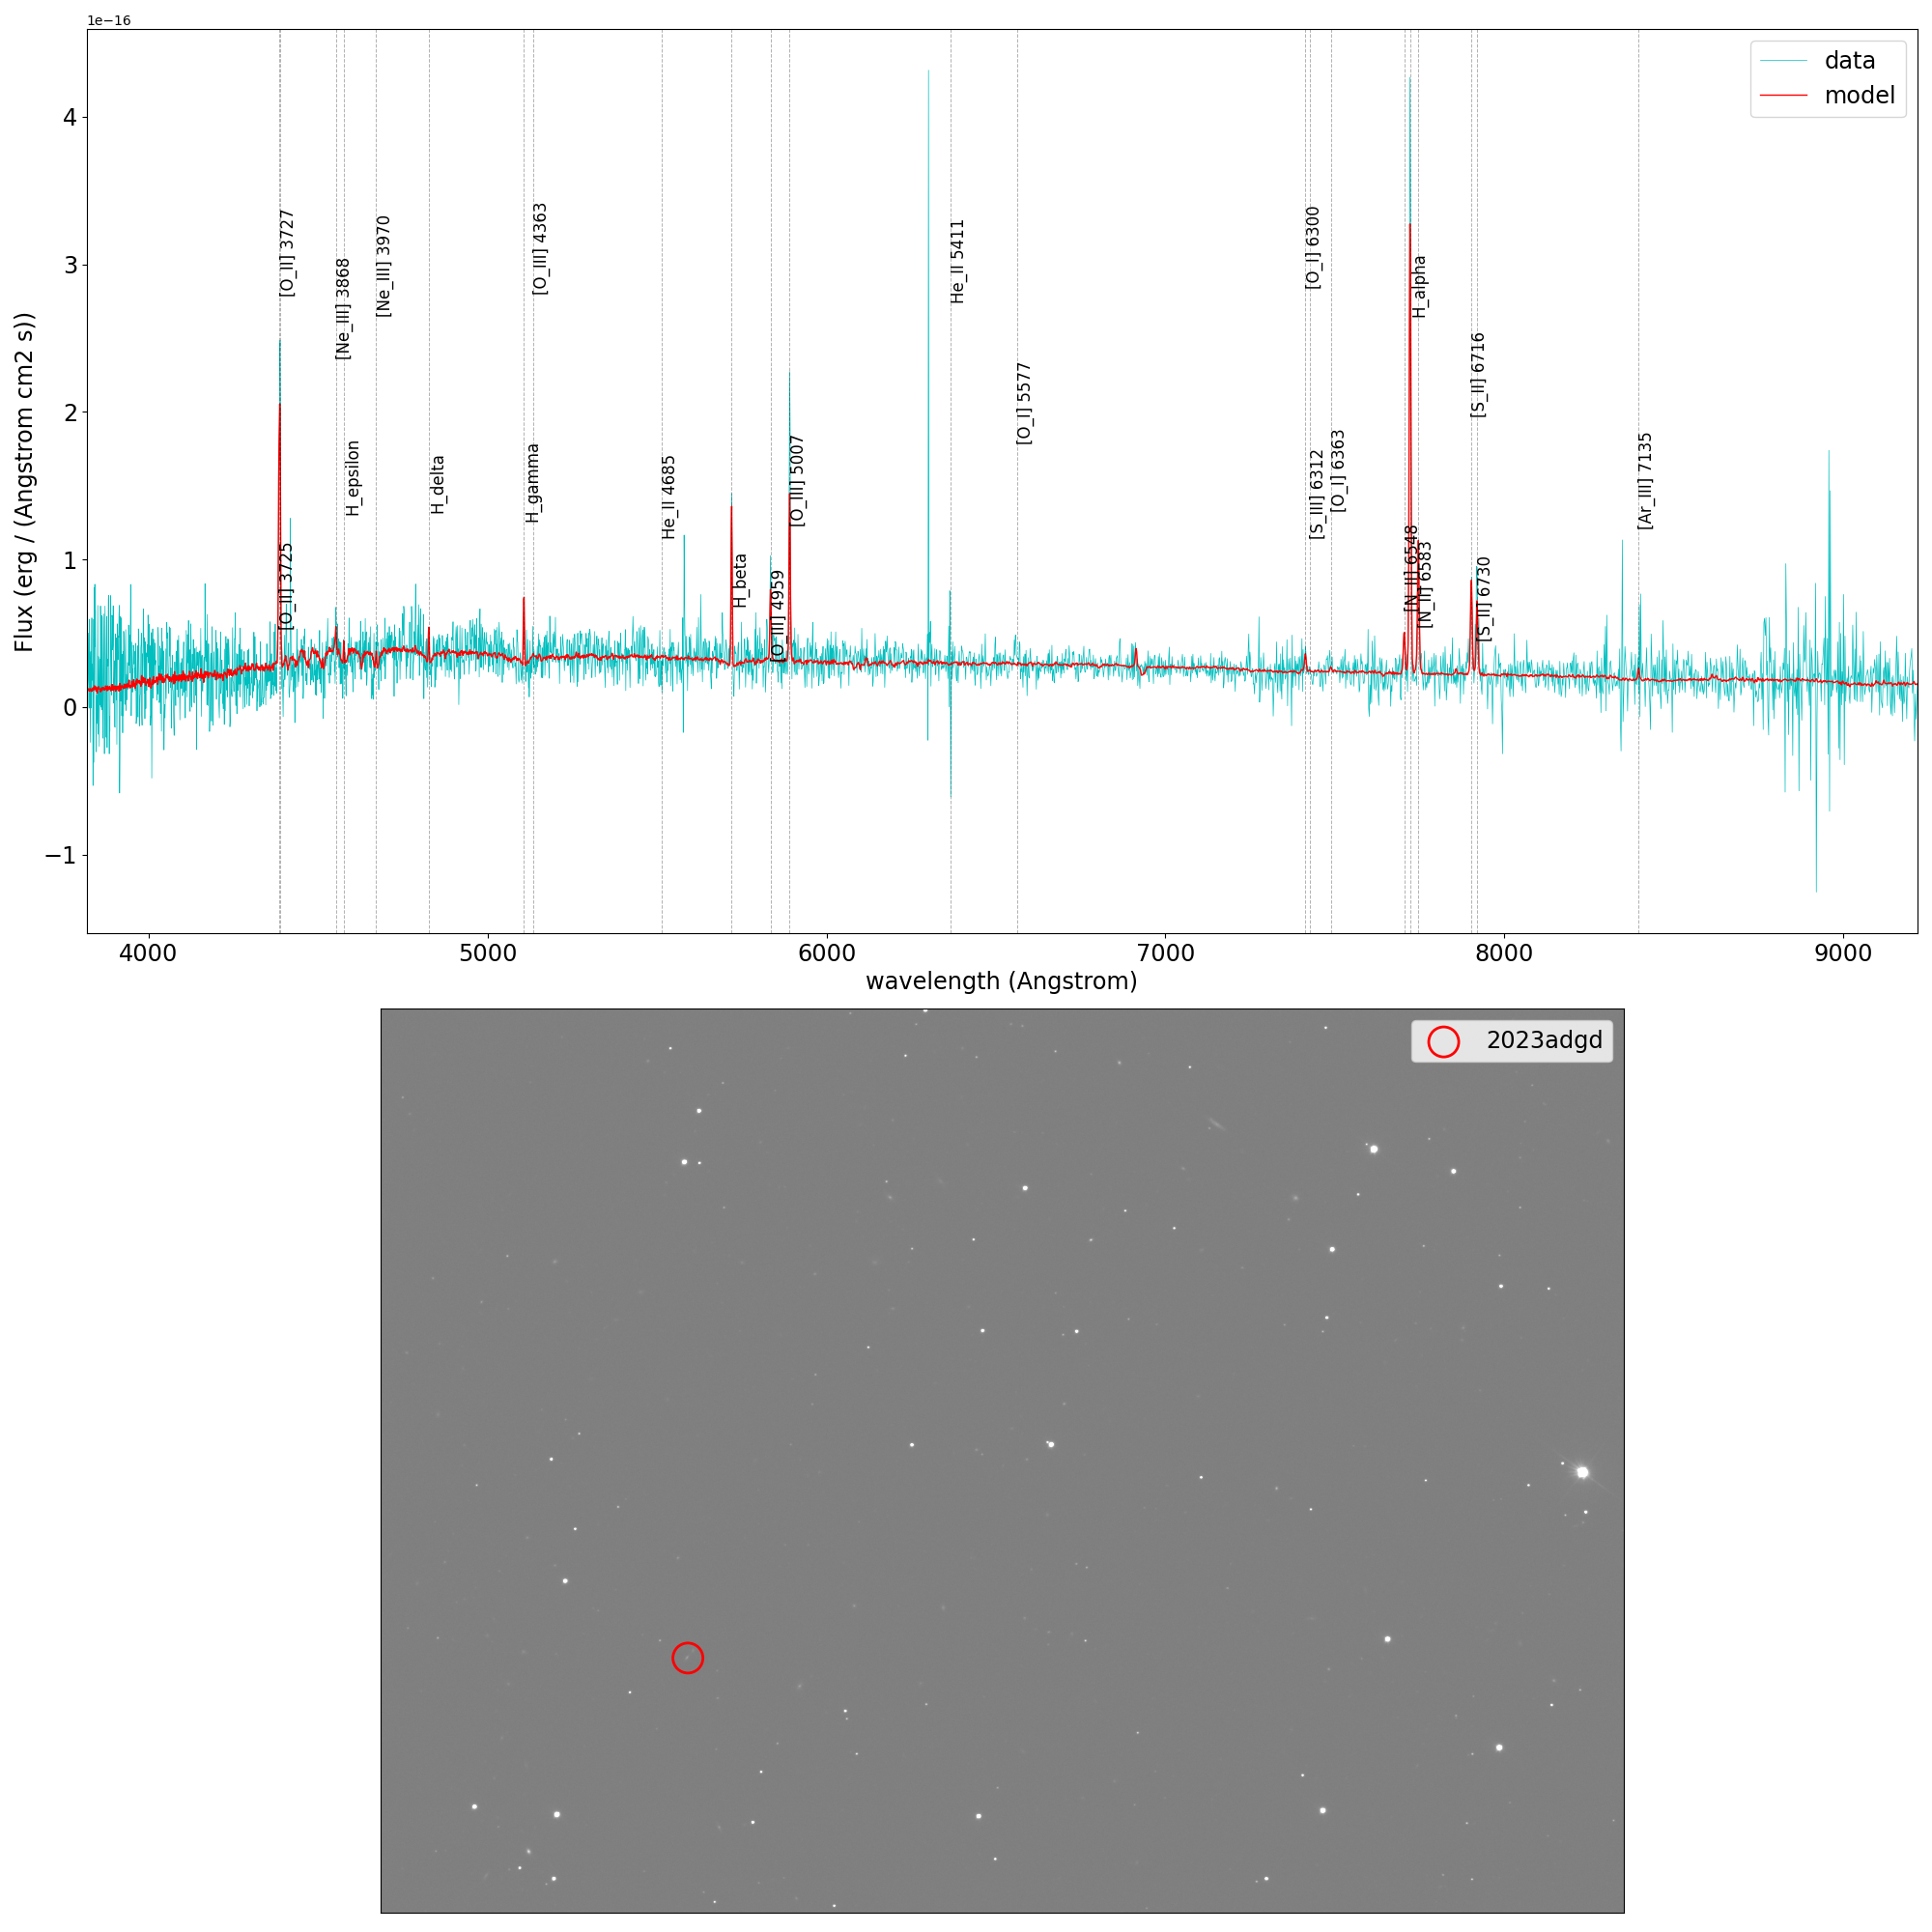 1e−16
data
model
Flux (erg / (Angstrom cm2 s))
4
3
2
1
0
−1
[O_II] 3727
[O_II] 3725
[Ne_III] 3868
H_epsilon
[Ne_III] 3970
H_delta
H_gamma
[O_III] 4363
He_II 4685
H_beta
[O_III] 4959
[O_III] 5007
He_II 5411
[O_I] 5577
[O_I] 6300
[S_III] 6312
[O_I] 6363
[N_II] 6548
H_alpha
[N_II] 6583
[S_II] 6716
[S_II] 6730
[Ar_III] 7135
4000 5000 6000 7000 8000 9000
wavelength (Angstrom)
2023adgd